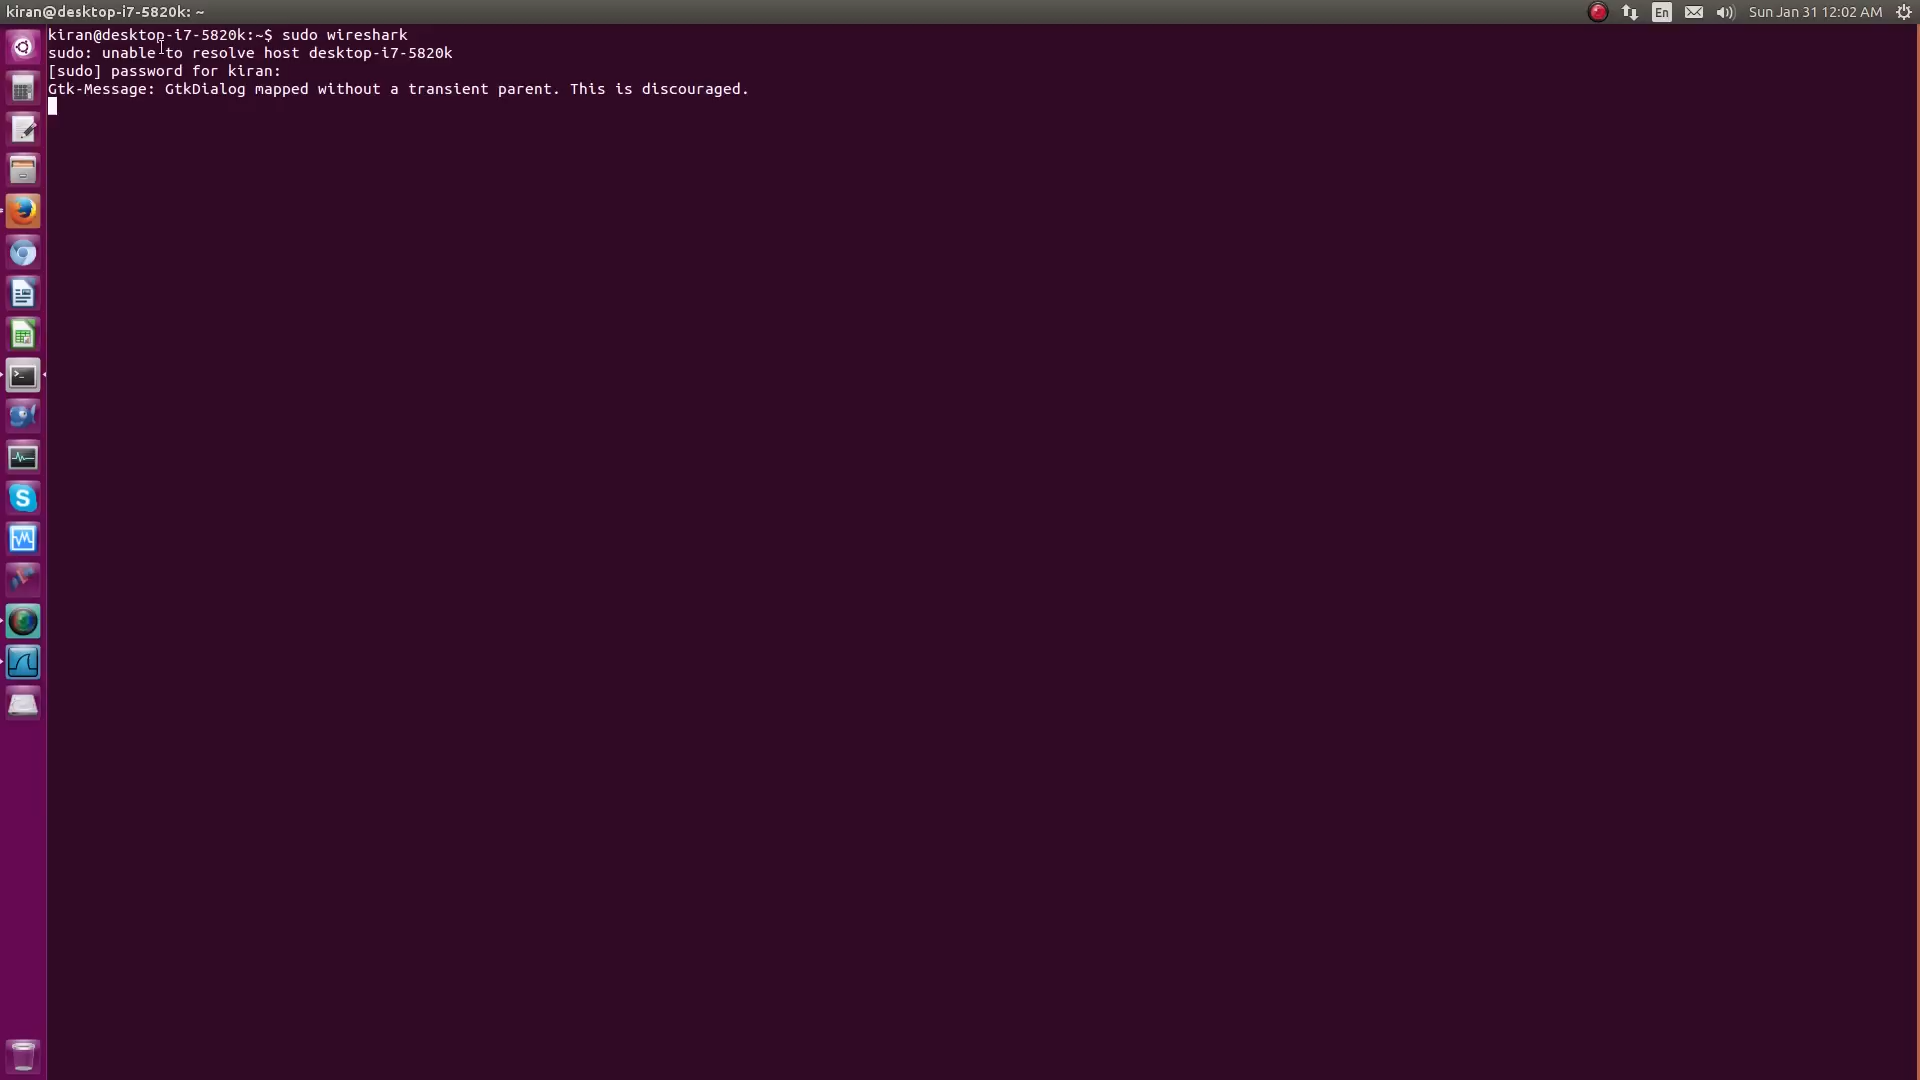 kiran@desktop-i7-5820k: ~
En
Sun Jan 31 12:02 AM
kiran@desktop-i7-5820k:~$ sudo wireshark
sudo: unable to resolve host desktop-i7-5820k
[sudo] password for kiran:
Gtk-Message: GtkDialog mapped without a transient parent. This is discouraged.